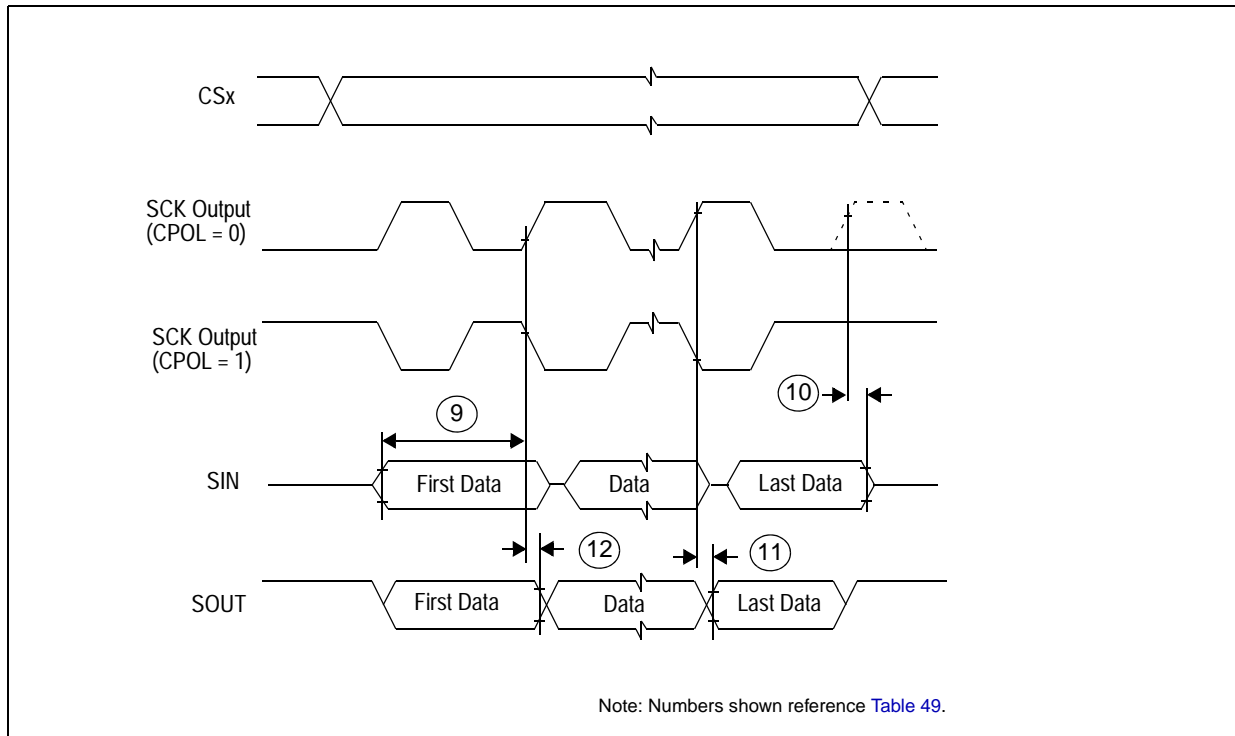 CSx
SCK Output
(CPOL = 0)
SCK Output
(CPOL = 1)
10
9
SIN
First Data
Data
Last Data
12
11
SOUT
First Data
Data
Last Data
Note: Numbers shown reference Table 49.